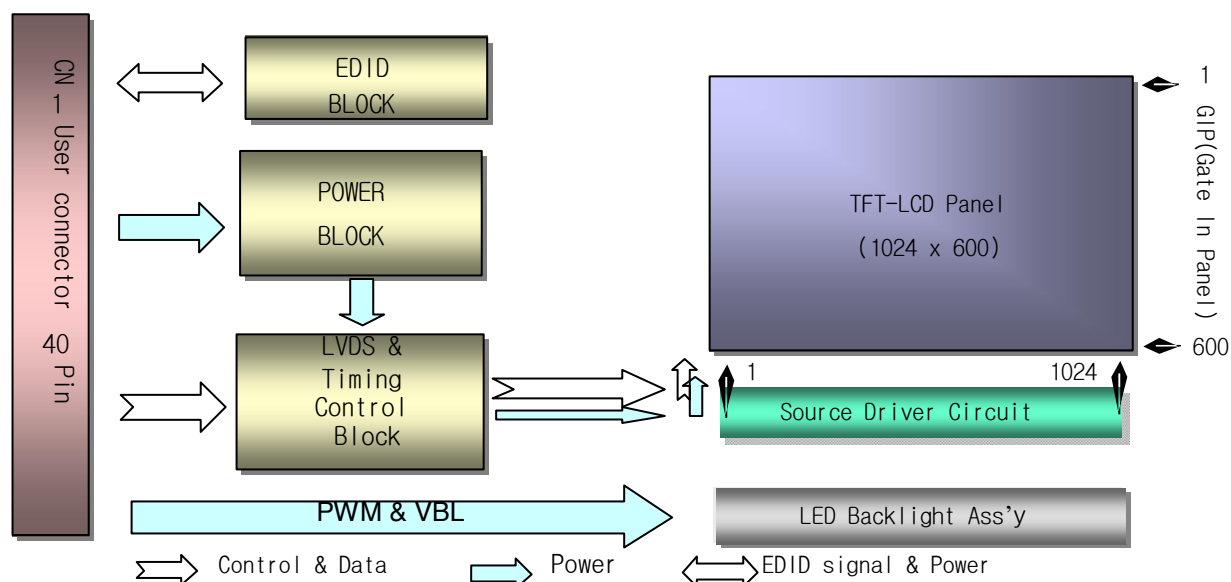 CN 1 User connector 40 Pin
EDID
BLOCK
POWER
BLOCK
LVDS &
Timing
Control
Block
TFT-LCD Panel
(1024 x 600)
1
GIP(Gate In Panel)
600
1
1024
Source Driver Circuit
PWM & VBL
LED Backlight Ass'y
Control & Data
Power
EDID signal & Power